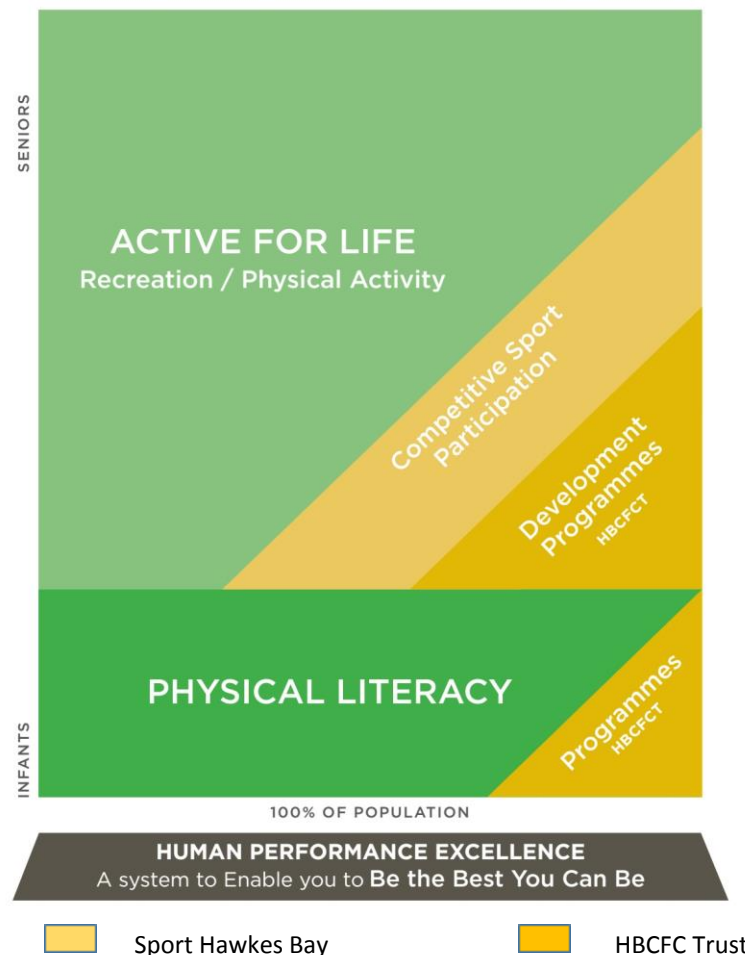 SENIORS
ACTIVE FOR LIFE
Recreation / Physical Activity
Competitive Sport
Participation
Development
Programmes
HBCFCT
PHYSICAL LITERACY
Programmes
HBCFCT
INFANTS
100% OF POPULATION
HUMAN PERFORMANCE EXCELLENCE
A system to Enable you to Be the Best You Can Be
Sport Hawkes Bay
HBCFC Trust